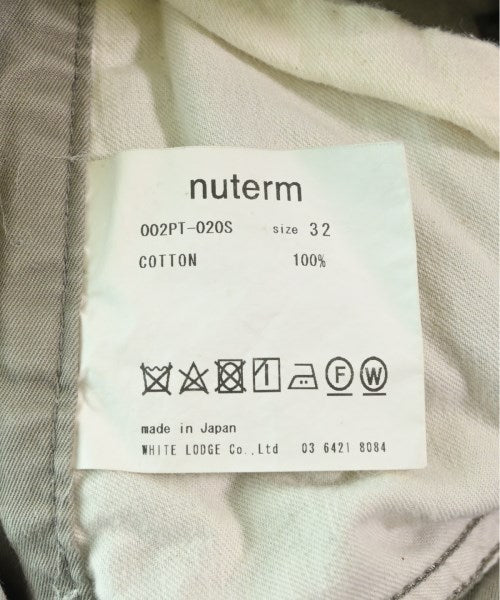 nuterm
002PT-020S size 32
COTTON 100%
F W
made in Japan
WHITE LODGE Co.,Ltd 03 6421 8084